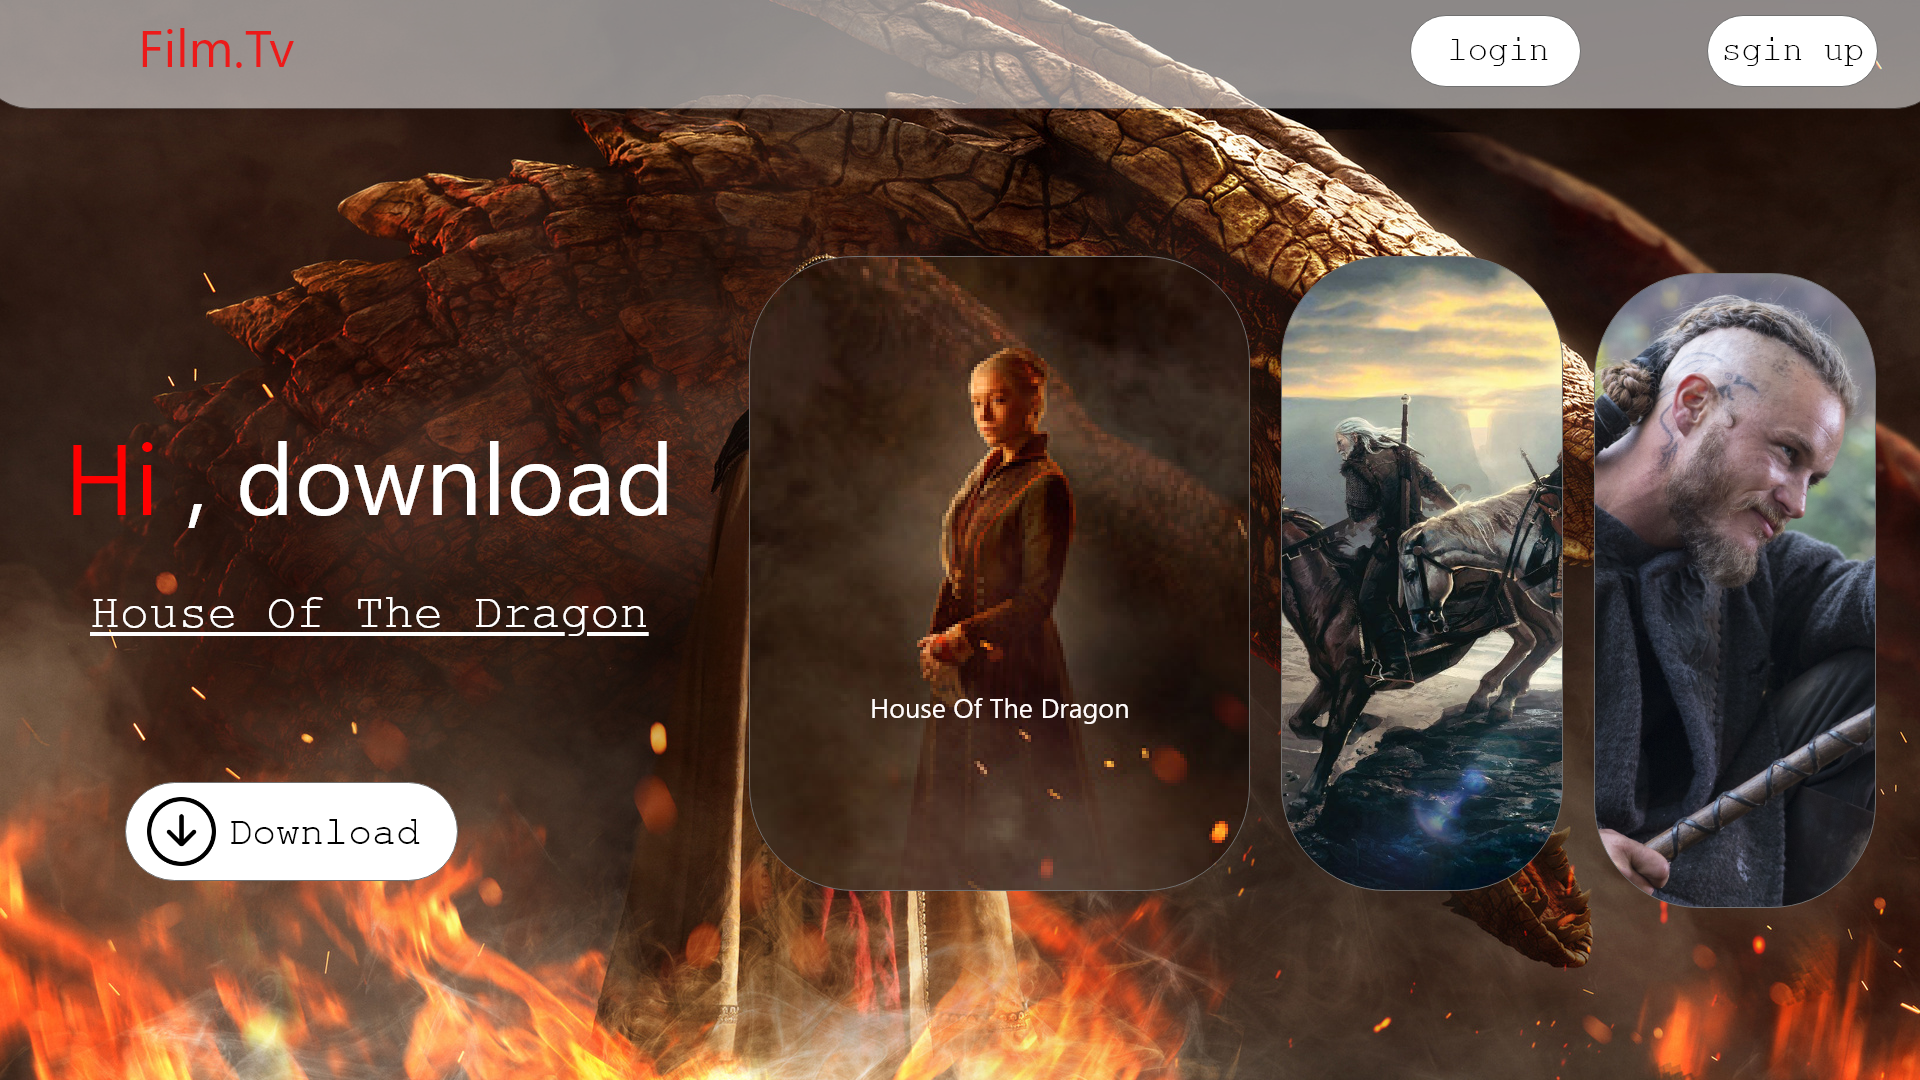 Film.Tv
login
sgin up
Hi , download
House Of The Dragon
House Of The Dragon
Download